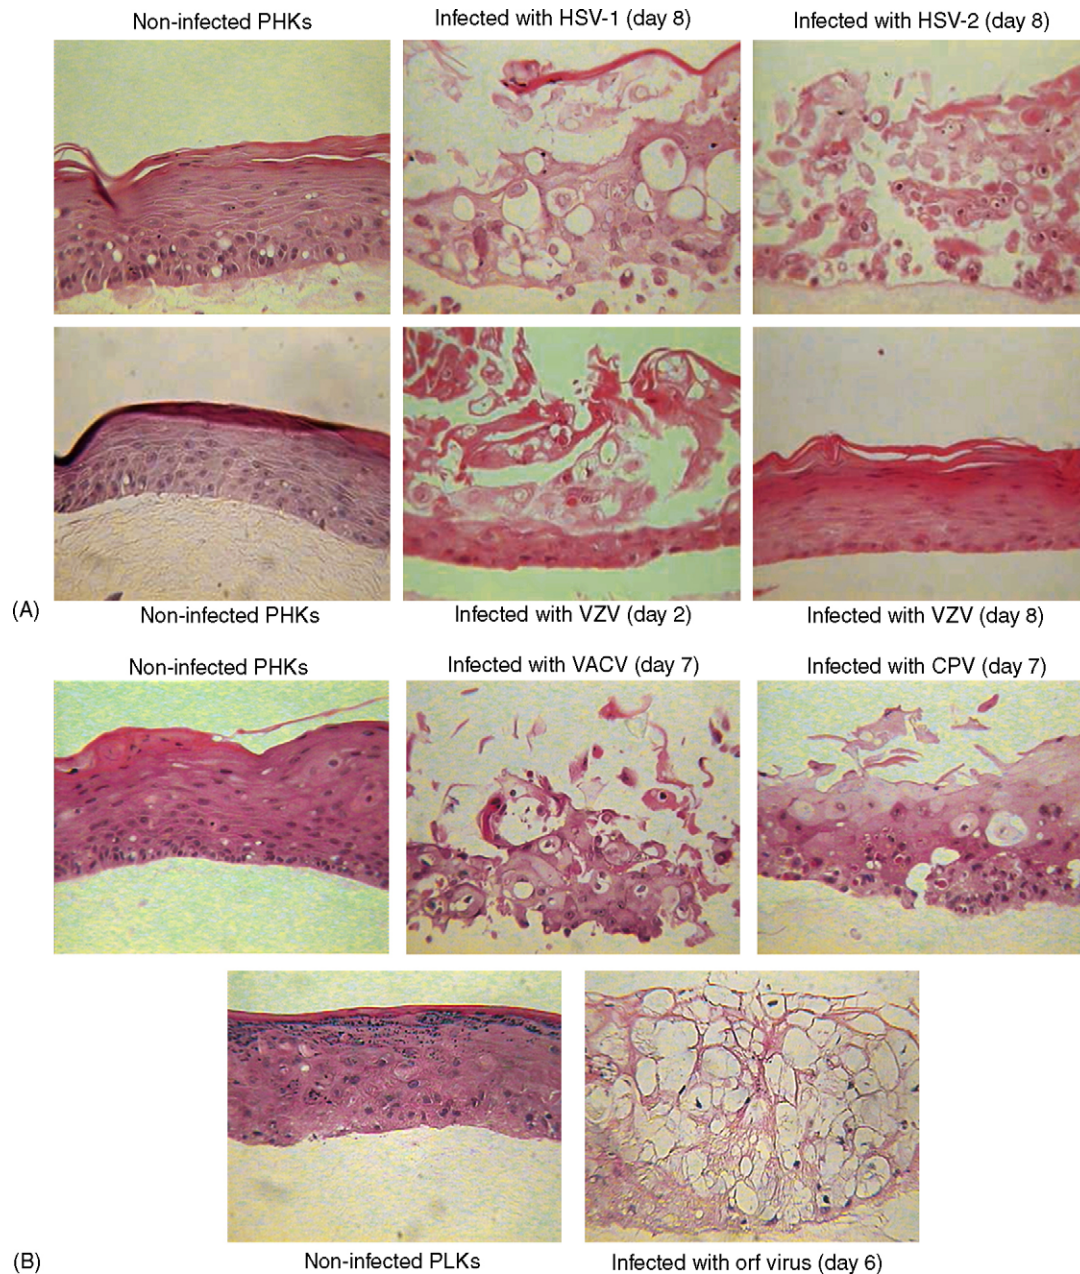 Non-infected PHKs
Infected with HSV-1 (day 8)
Infected with HSV-2 (day 8)
(A)
Non-infected PHKs
Infected with VZV (day 2)
Infected with VZV (day 8)
Non-infected PHKs
Infected with VACV (day 7)
Infected with CPV (day 7)
(B)
Non-infected PLKs
Infected with orf virus (day 6)